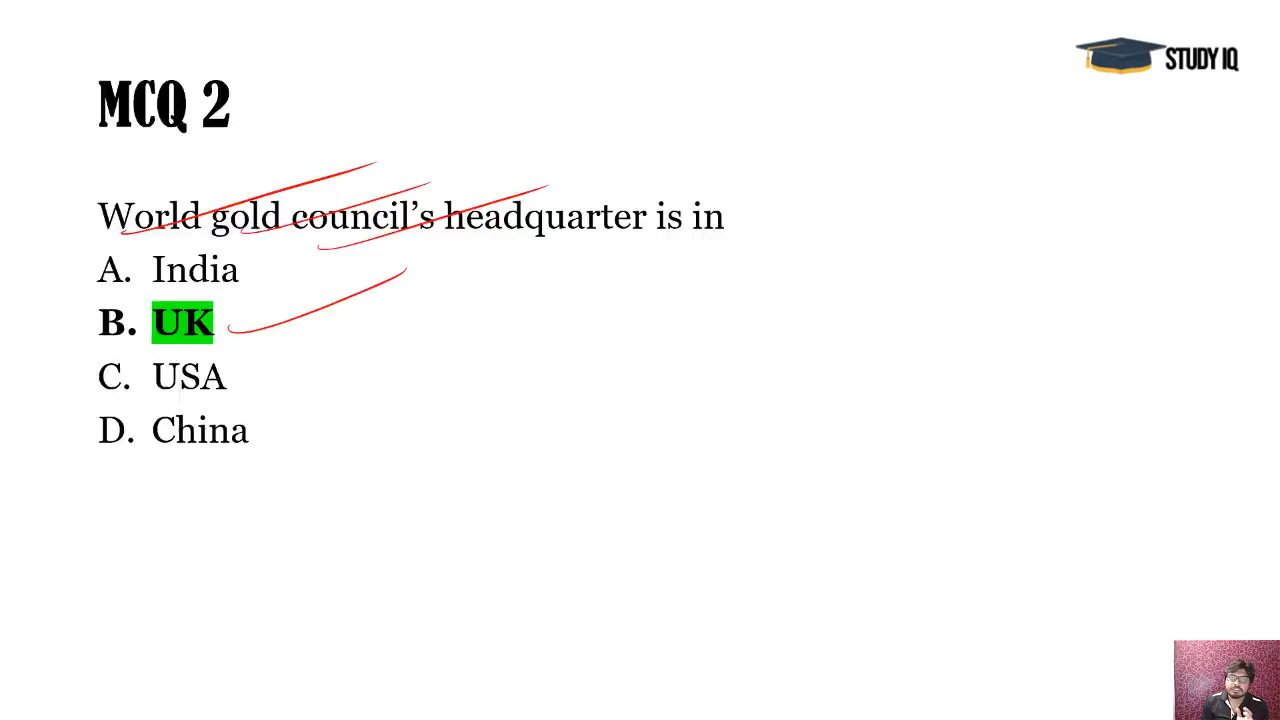 STUDY IQ
MCQ 2
World gold council’s headquarter is in
A. India
B. UK
C. USA
D. China